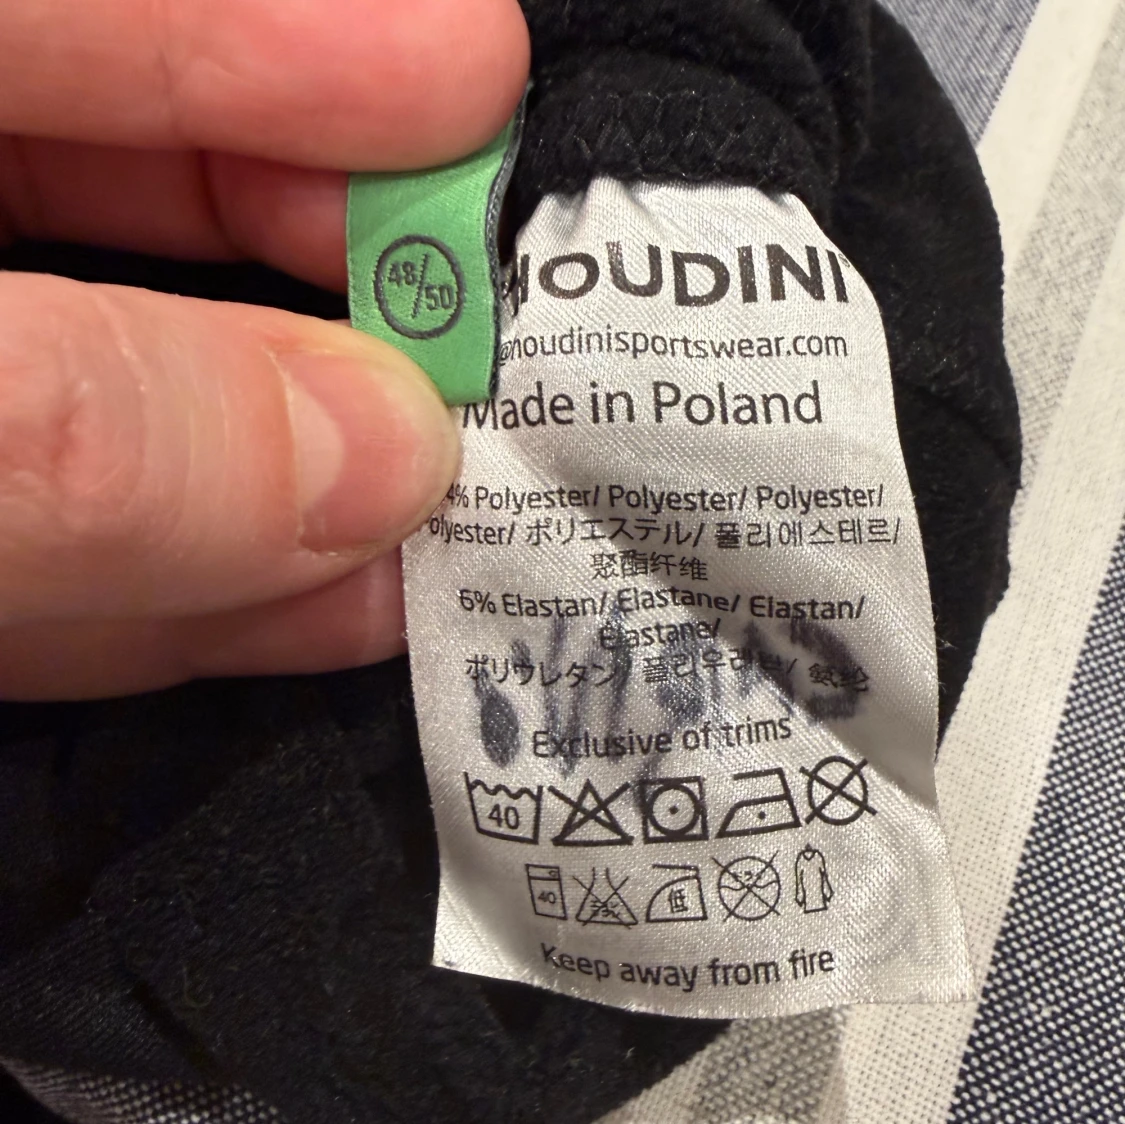 48/50
HOUDINI
@houdinisportswear.com
Made in Poland
4% Polyester/ Polyester/ Polyester/
Polyester/ ポリエステル/ 폴리에스테르/
聚酯纤维
6% Elastan/ Elastane/ Elastan/
Elastane/
ポリウレタン/ 폴리우레탄/ 氨纶
Exclusive of trims
40
40
低
Keep away from fire